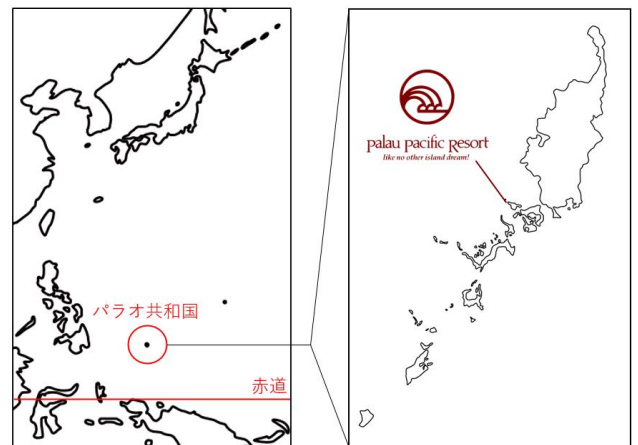 パラオ共和国
赤道
palau pacific Resort
like no other island dream!